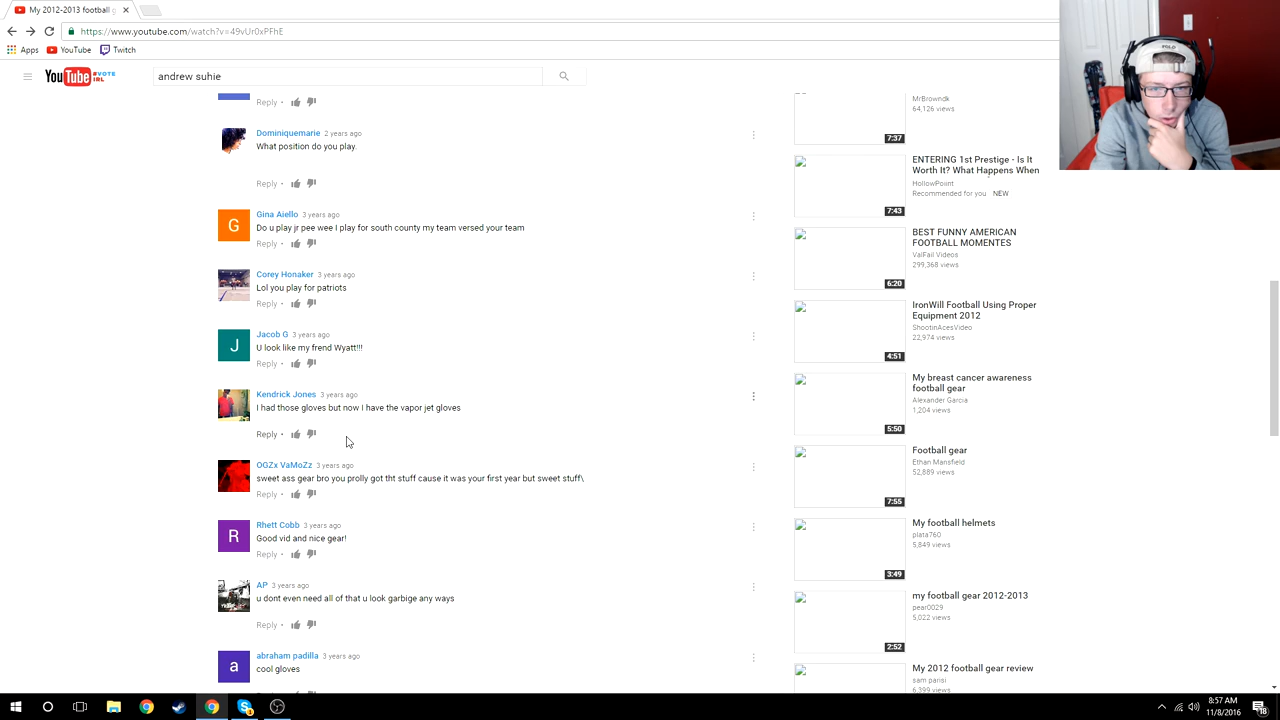 My 2012-2013 football g
https://www.youtube.com/watch?v=49vUr0xPFhE
Apps YouTube Twitch
YouTube #VOTE IRL
andrew suhie
Reply •
Dominiquemarie 2 years ago
What position do you play.
Reply •
Gina Aiello 3 years ago
Do u play jr pee wee I play for south county my team versed your team
Reply •
Corey Honaker 3 years ago
Lol you play for patriots
Reply •
Jacob G 3 years ago
U look like my frend Wyatt!!!
Reply •
Kendrick Jones 3 years ago
I had those gloves but now I have the vapor jet gloves
Reply •
OGZx VaMoZz 3 years ago
sweet ass gear bro you prolly got tht stuff cause it was your first year but sweet stuff\
Reply •
Rhett Cobb 3 years ago
Good vid and nice gear!
Reply •
AP 3 years ago
u dont even need all of that u look garbige any ways
Reply •
abraham padilla 3 years ago
cool gloves
G
J
R
a
MrBrowndk
64,126 views
7:37
ENTERING 1st Prestige - Is It
Worth It? What Happens When
HollowPoint
Recommended for you NEW
7:43
BEST FUNNY AMERICAN
FOOTBALL MOMENTES
ValFail Videos
299,368 views
6:20
IronWill Football Using Proper
Equipment 2012
ShootinAcesVideo
22,974 views
4:51
My breast cancer awareness
football gear
Alexander Garcia
1,204 views
5:50
Football gear
Ethan Mansfield
52,889 views
7:55
My football helmets
plata760
5,849 views
3:49
my football gear 2012-2013
pear0029
5,022 views
2:52
My 2012 football gear review
sam parisi
6,399 views
POLO
8:57 AM
11/8/2016
18